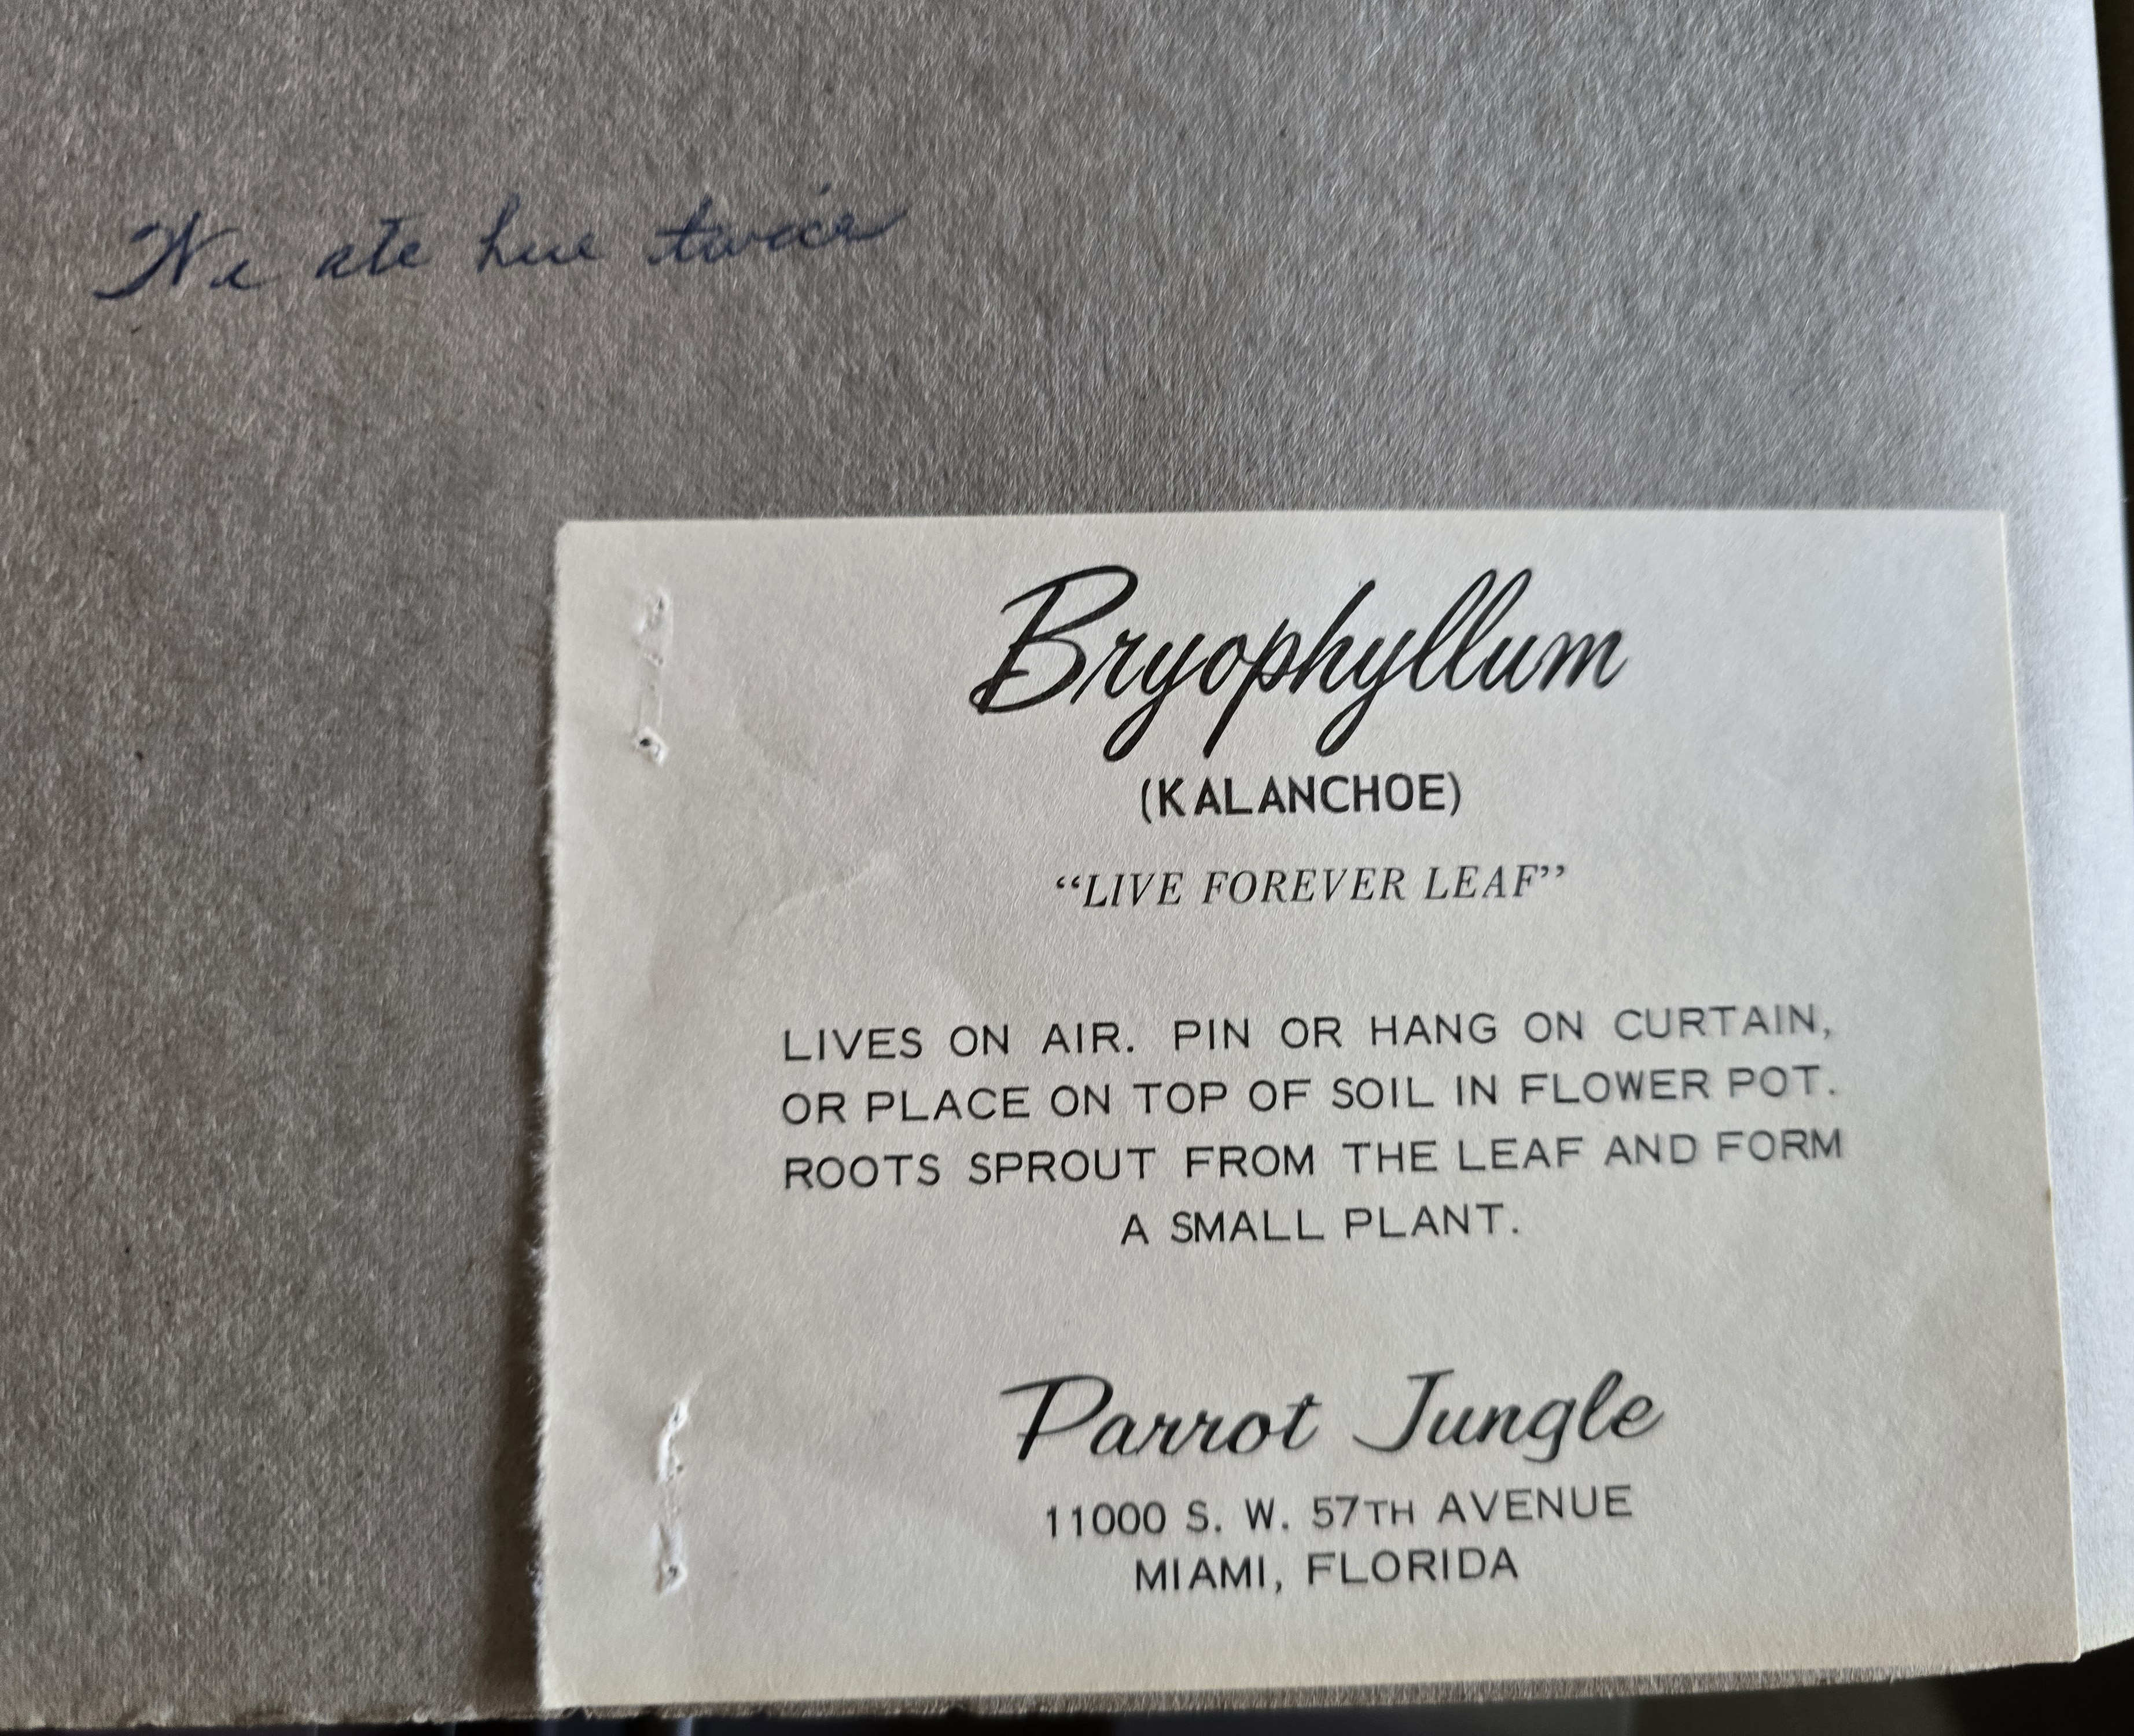 We ate here twice
Bryophyllum
(KALANCHOE)
“LIVE FOREVER LEAF”
LIVES ON AIR. PIN OR HANG ON CURTAIN,
OR PLACE ON TOP OF SOIL IN FLOWER POT.
ROOTS SPROUT FROM THE LEAF AND FORM
A SMALL PLANT.
Parrot Jungle
11000 S. W. 57TH AVENUE
MIAMI, FLORIDA